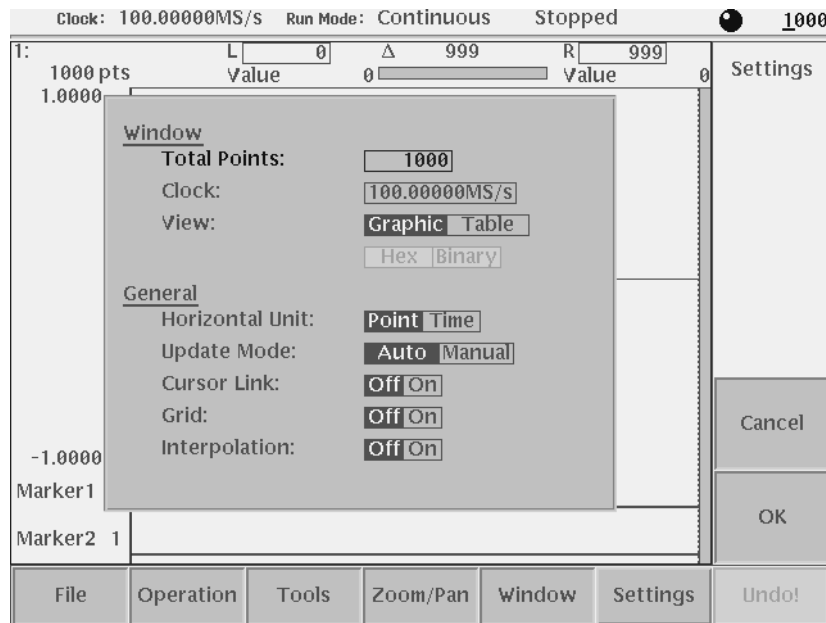 Clock: 100.00000MS/s Run Mode: Continuous Stopped 1000
1: L 0 Δ 999 R 999
1000 pts Value 0 Value 0
1.0000
Settings
Window
Total Points: 1000
Clock: 100.00000MS/s
View: Graphic Table
Hex Binary
General
Horizontal Unit: Point Time
Update Mode: Auto Manual
Cursor Link: Off On
Grid: Off On
Interpolation: Off On
-1.0000
Marker1
Marker2 1
Cancel
OK
File Operation Tools Zoom/Pan Window Settings Undo!